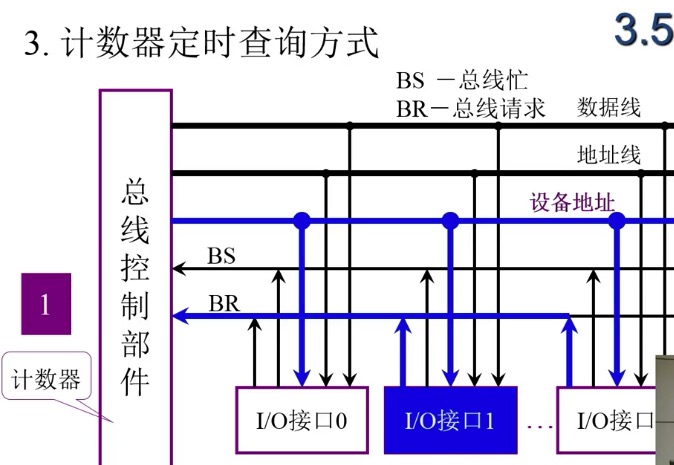 3. 计数器定时查询方式
3.5
BS －总线忙
BR－总线请求
数据线
地址线
设备地址
总线控制部件
BS
BR
1
计数器
I/O接口0
I/O接口1
…
I/O接口